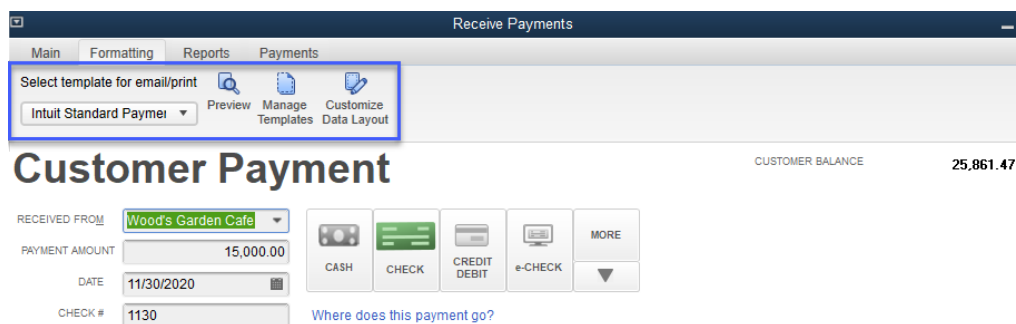 Receive Payments
Main Formatting Reports Payments
Select template for email/print
Intuit Standard Paymer
Preview
Manage Templates
Customize Data Layout
Customer Payment
CUSTOMER BALANCE 25,861.47
RECEIVED FROM Wood's Garden Cafe
PAYMENT AMOUNT 15,000.00
DATE 11/30/2020
CHECK # 1130
CASH
CHECK
CREDIT DEBIT
e-CHECK
MORE
Where does this payment go?